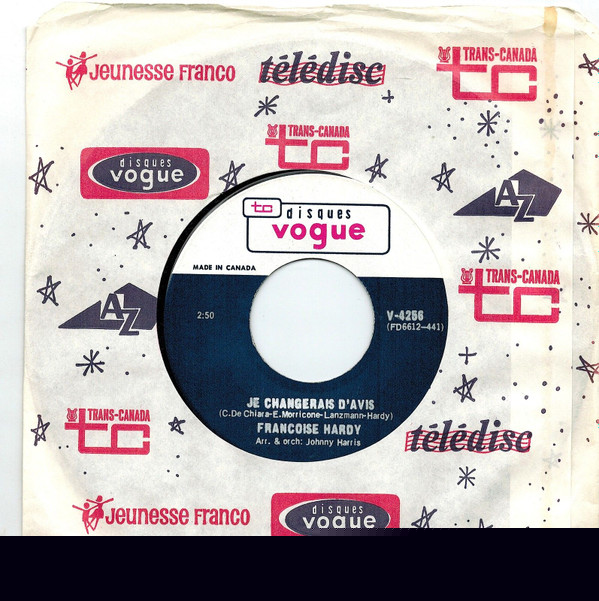 Jeunesse Franco
télédisc
TRANS-CANADA
tc
TRANS-CANADA
tc
disques
vogue
AZ
tc disques
vogue
MADE IN CANADA
TRANS-CANADA
tc
AZ
2:50
V-4256
(FD6612-441)
JE CHANGERAIS D'AVIS
(C.De Chiara-E.Morricone-Lanzmann-Hardy)
FRANCOISE HARDY
Arr. & orch: Johnny Harris
TRANS-CANADA
tc
télédisc
Jeunesse Franco
disques
vogue